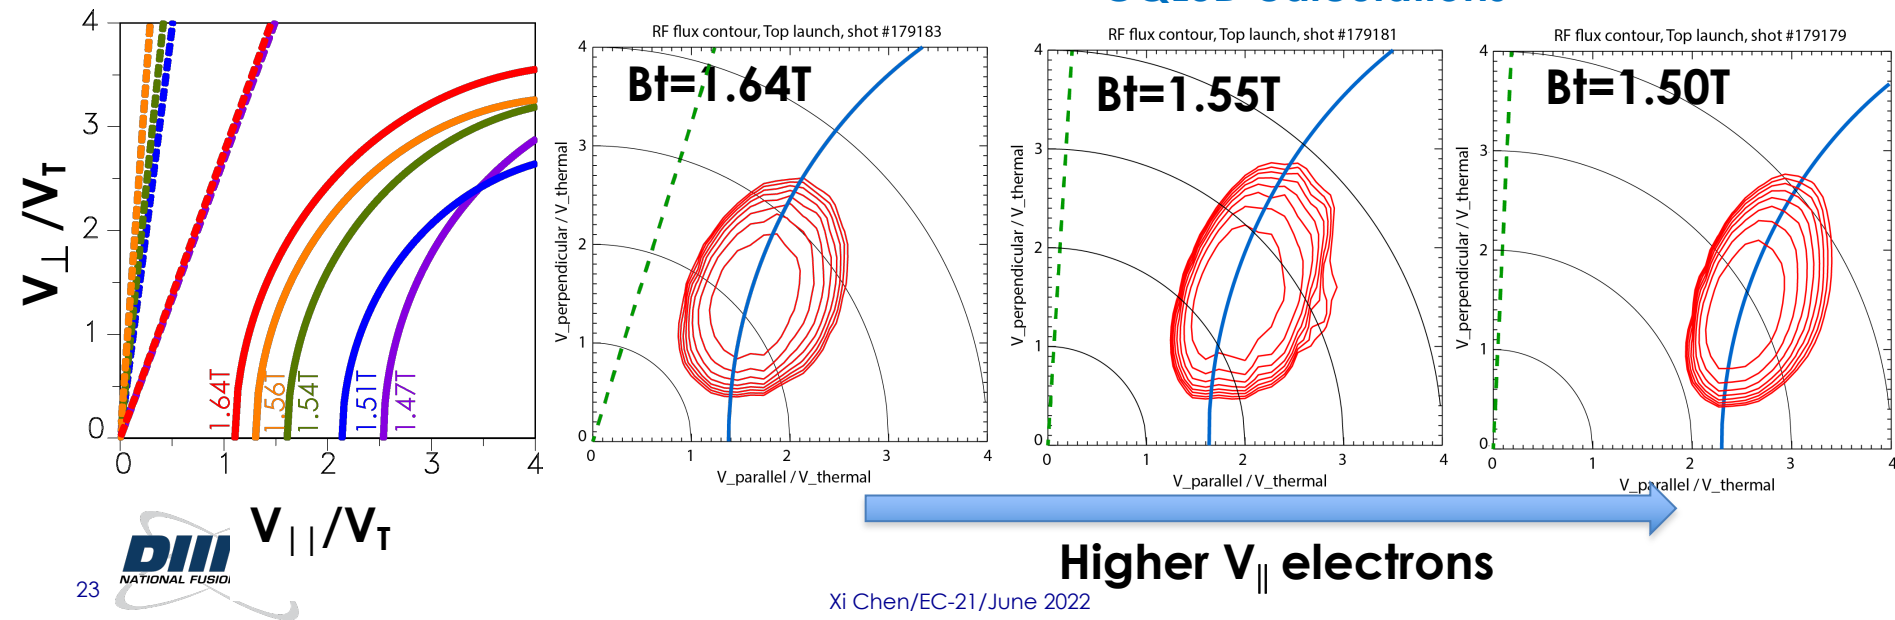 RF flux contour, Top launch, shot #179183
RF flux contour, Top launch, shot #179181
RF flux contour, Top launch, shot #179179
Bt=1.64T
Bt=1.55T
Bt=1.50T
V⊥/VT
4
3
2
1
0
1.64T
1.56T
1.54T
1.51T
1.47T
0 1 2 3 4
V||/VT
V_perpendicular / V_thermal
4
3
2
1
0
0 1 2 3 4
V_parallel / V_thermal
V_perpendicular / V_thermal
4
3
2
1
0
0 1 2 3 4
V_parallel / V_thermal
V_perpendicular / V_thermal
4
3
2
1
0
0 1 2 3 4
V_parallel / V_thermal
Higher V∥ electrons
DIII
NATIONAL FUSIO
23
Xi Chen/EC-21/June 2022